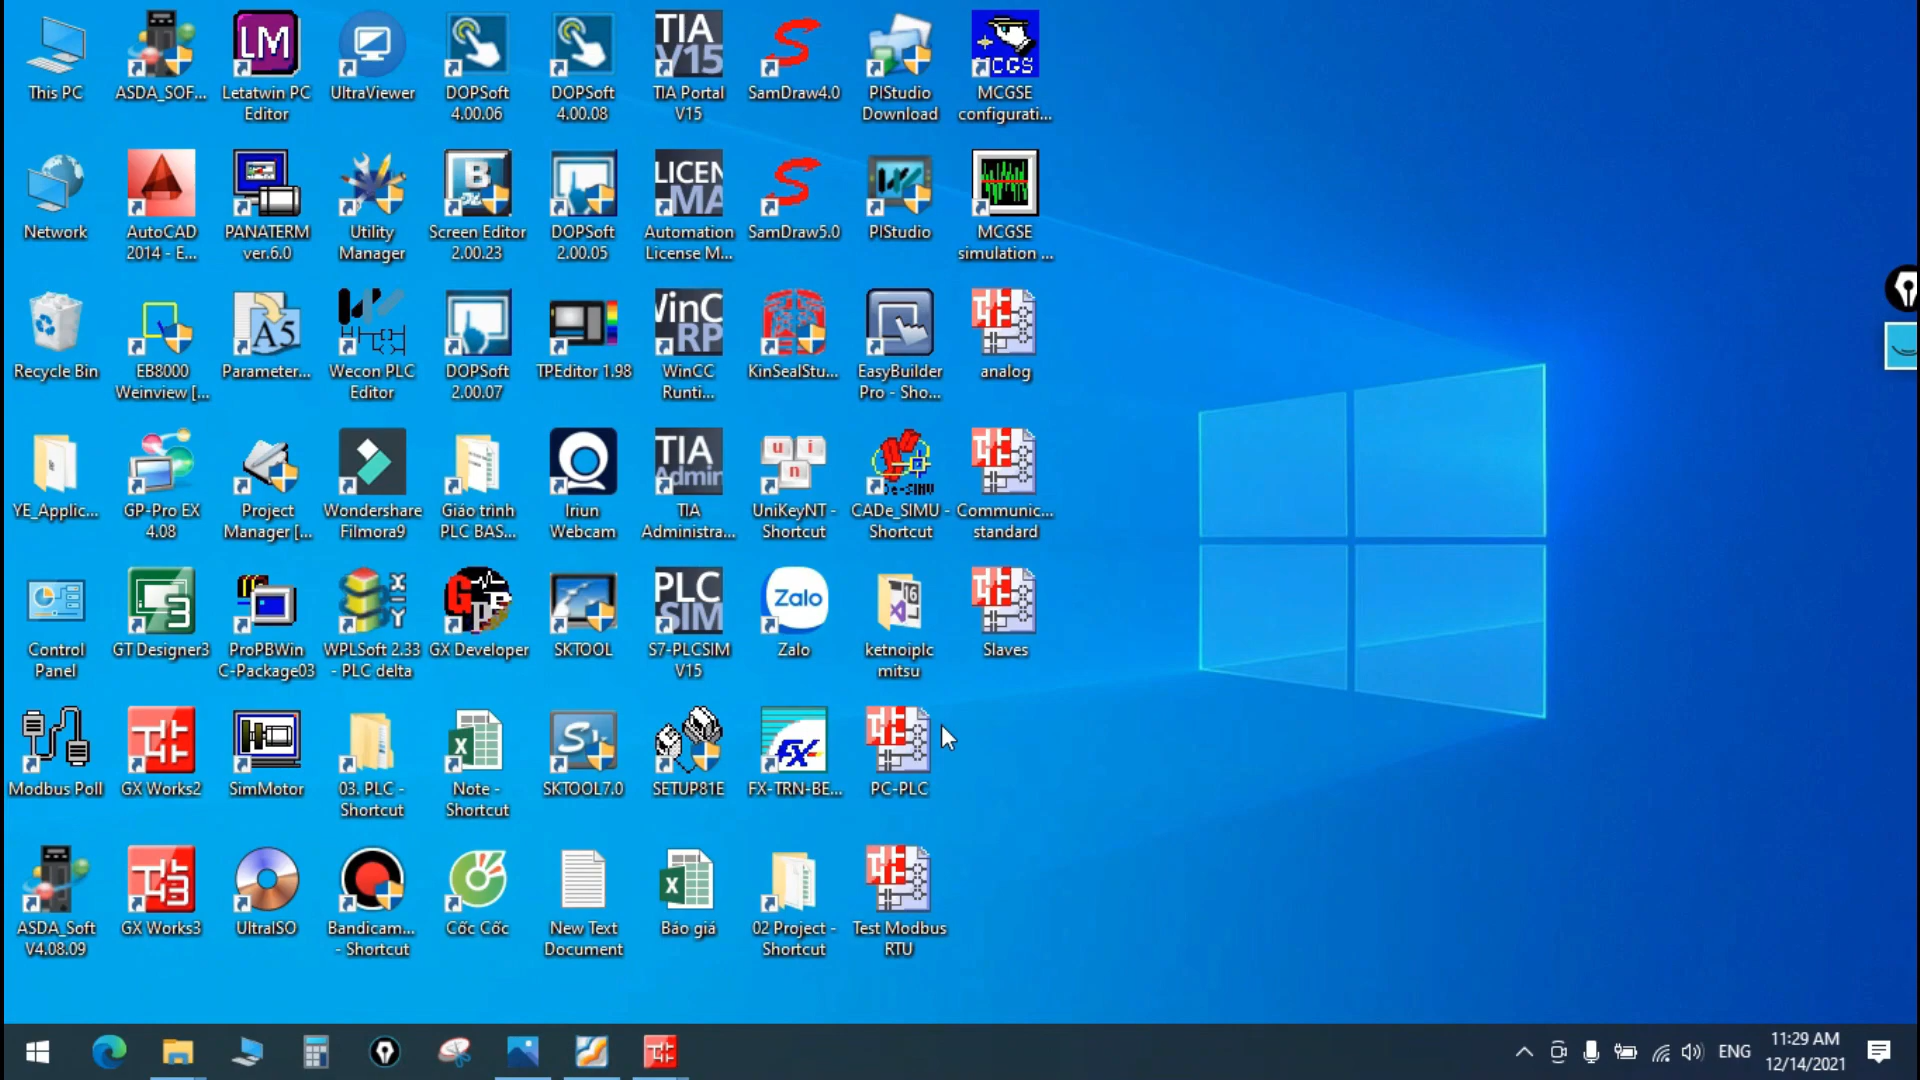 This PC
ASDA_SOF...
Letatwin PC
Editor
UltraViewer
DOPSoft
4.00.06
DOPSoft
4.00.08
TIA Portal
V15
SamDraw4.0
PIStudio
Download
MCGS
MCGSE
configurati...
Network
AutoCAD
2014 - E...
PANATERM
ver.6.0
Utility
Manager
Screen Editor
2.00.23
DOPSoft
2.00.05
Automation
License M...
SamDraw5.0
PIStudio
MCGSE
simulation ...
Recycle Bin
EB8000
Weinview [...
Parameter...
Wecon PLC
Editor
DOPSoft
2.00.07
TPEditor 1.98
WinCC
Runti...
KinSealStu...
EasyBuilder
Pro - Sho...
analog
YE_Applic...
GP-Pro EX
4.08
Project
Manager [...
Wondershare
Filmora9
Giáo trình
PLC BAS...
Iriun
Webcam
TIA
Administra...
UniKeyNT -
Shortcut
CADe_SIMU -
Shortcut
Communic...
standard
Control
Panel
GT Designer3
ProPBWin
C-Package03
WPLSoft 2.33
- PLC delta
GX Developer
SKTOOL
S7-PLCSIM
V15
Zalo
ketnoiplc
mitsu
Slaves
Modbus Poll
GX Works2
SimMotor
03. PLC -
Shortcut
Note -
Shortcut
SKTOOL7.0
SETUP81E
FX-TRN-BE...
PC-PLC
ASDA_Soft
V4.08.09
GX Works3
UltraISO
Bandicam...
- Shortcut
Cốc Cốc
New Text
Document
Báo giá
02 Project -
Shortcut
Test Modbus
RTU
ENG
11:29 AM
12/14/2021